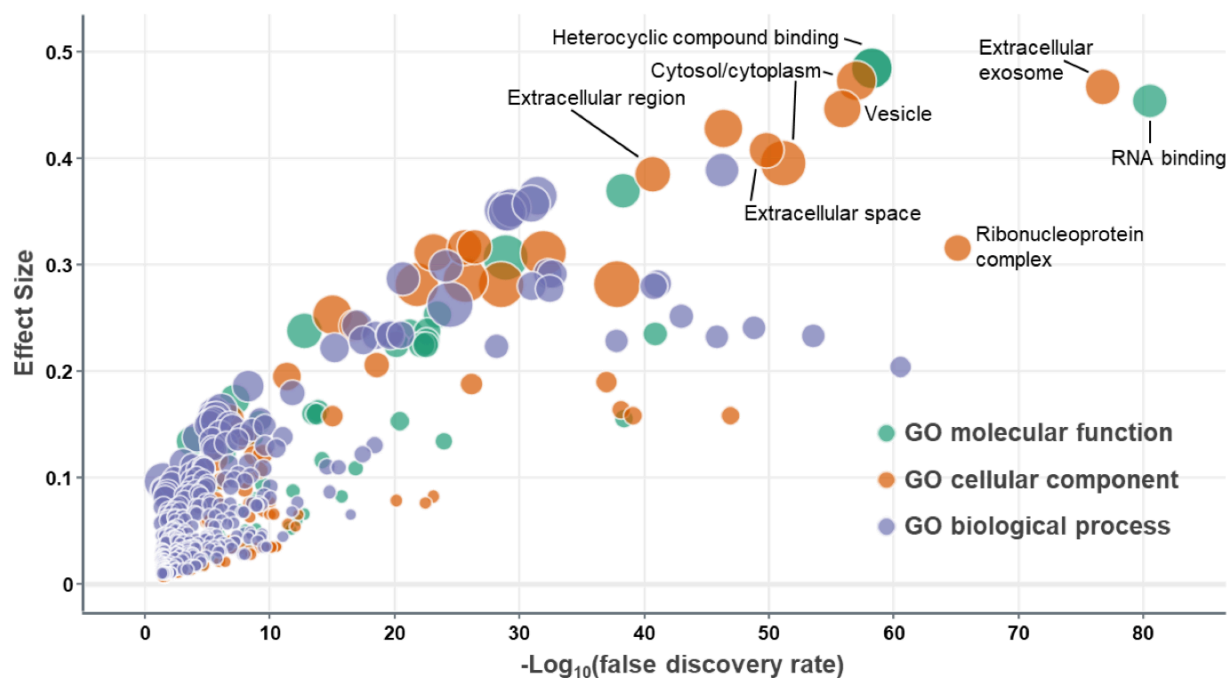 Heterocyclic compound binding
Cytosol/cytoplasm
Extracellular region
Extracellular
exosome
Vesicle
RNA binding
Extracellular space
Ribonucleoprotein
complex
Effect Size
0.5
0.4
0.3
0.2
0.1
0
GO molecular function
GO cellular component
GO biological process
0 10 20 30 40 50 60 70 80
-Log₁₀(false discovery rate)